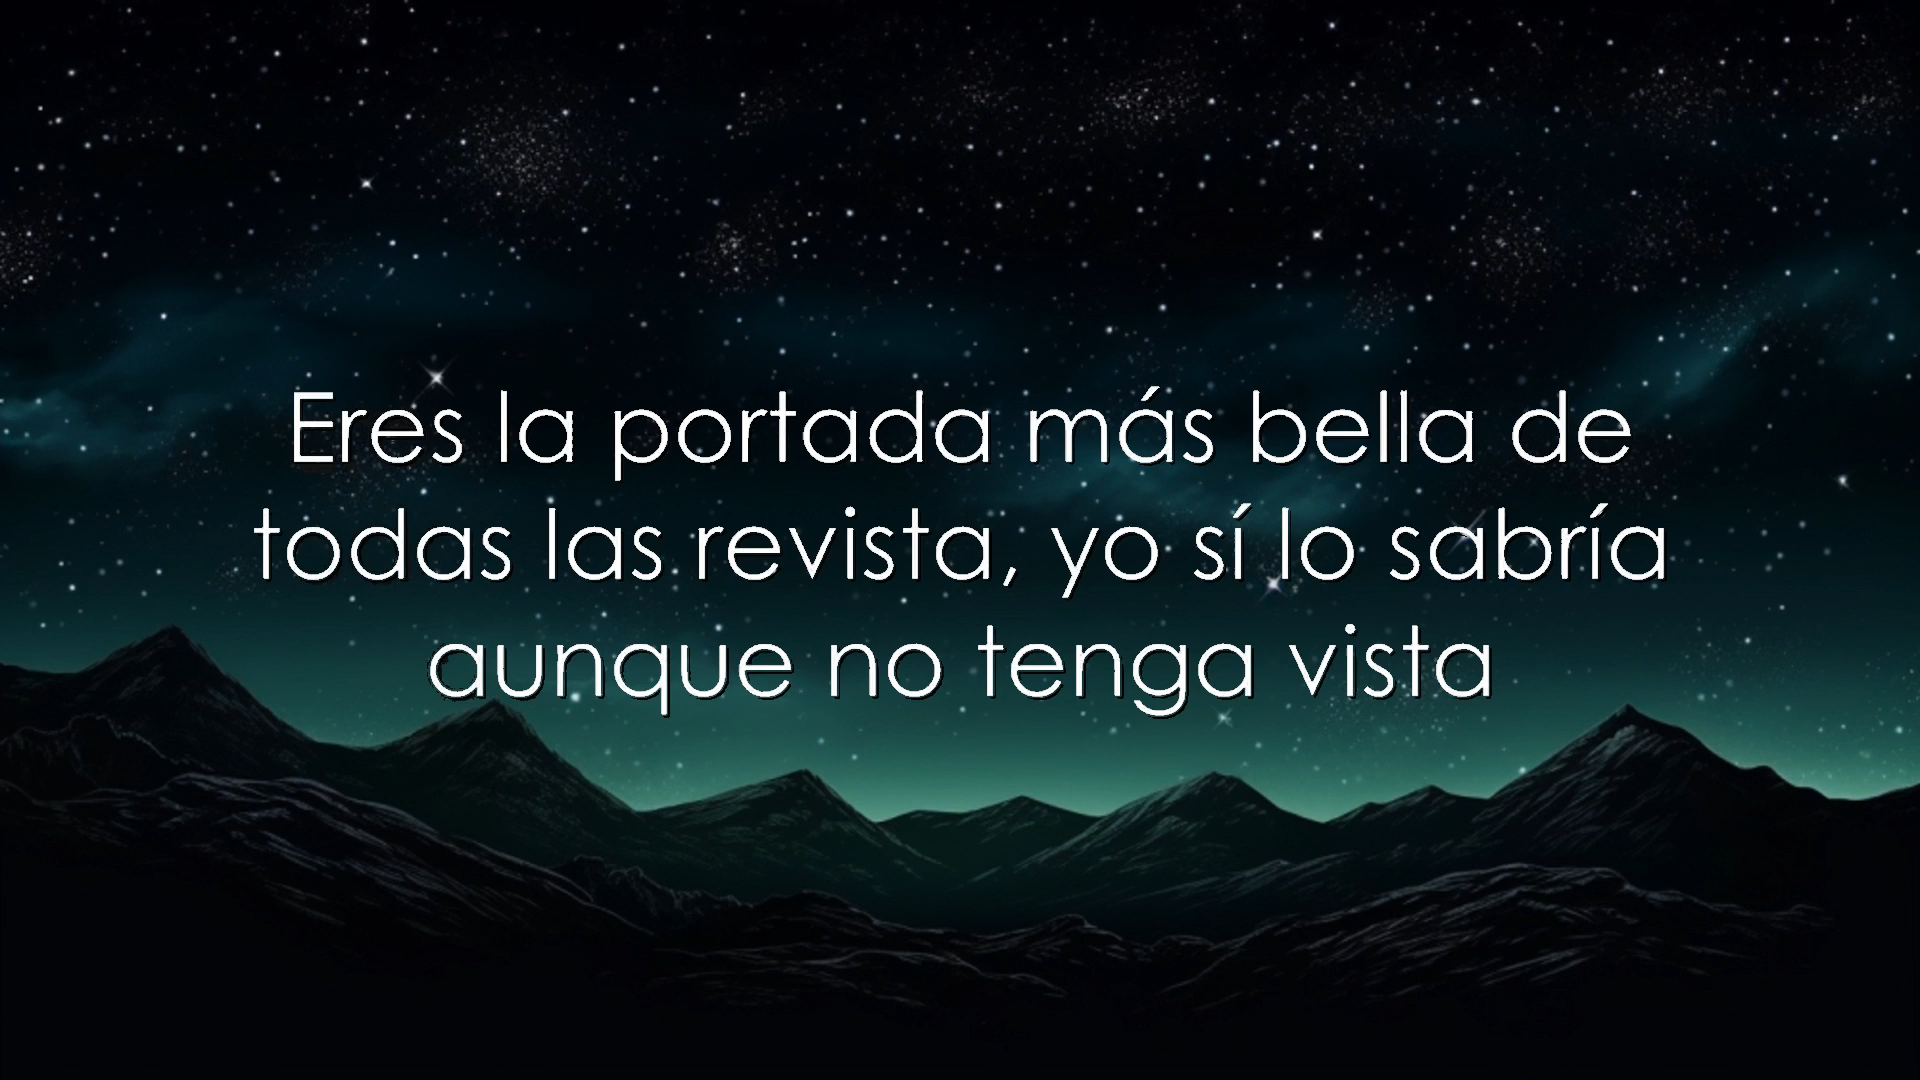 Eres la portada más bella de
todas las revista, yo sí lo sabría
aunque no tenga vista